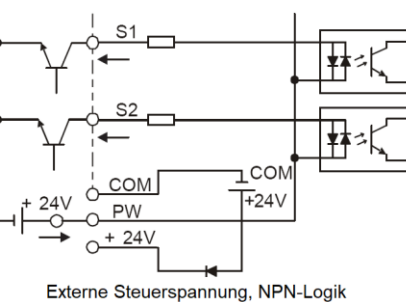 S1
S2
COM
COM
+ 24V
PW
+24V
+ 24V
Externe Steuerspannung, NPN-Logik